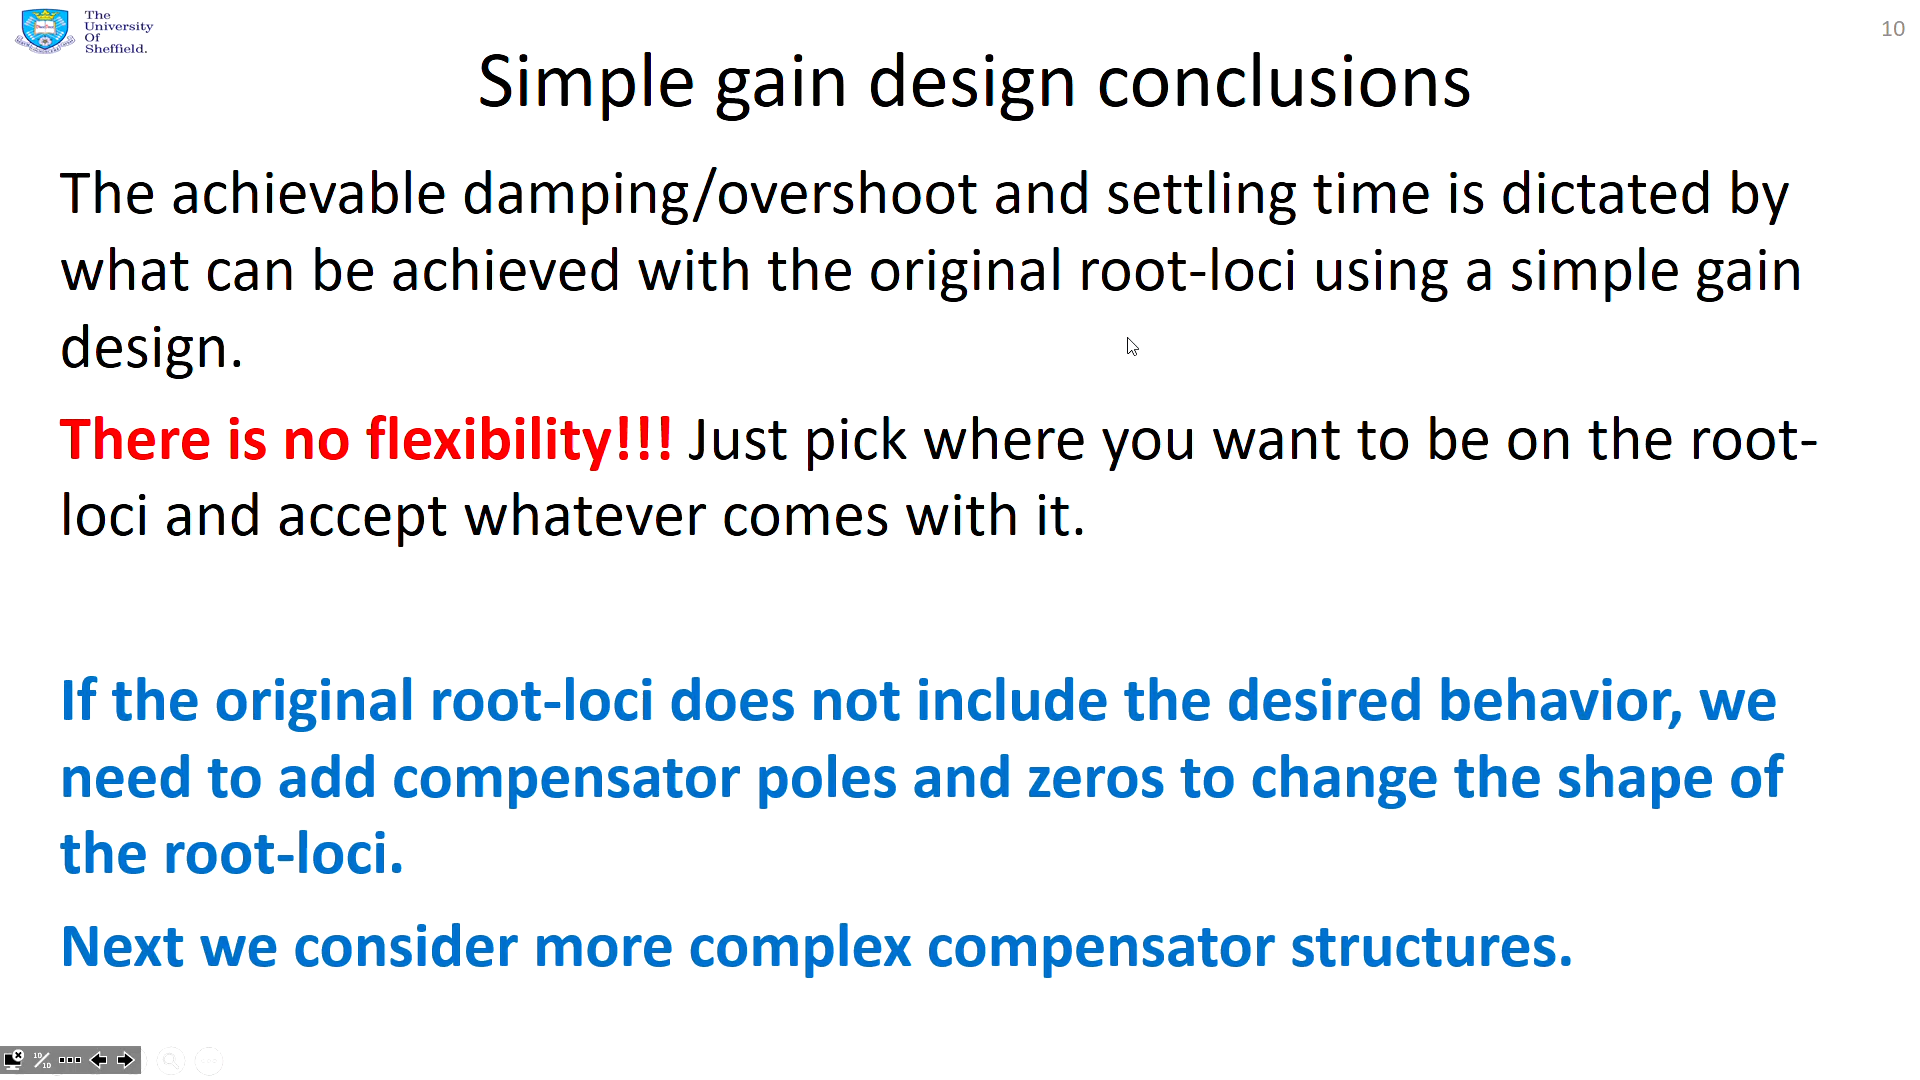 The
University
Of
Sheffield.
10
Simple gain design conclusions
The achievable damping/overshoot and settling time is dictated by
what can be achieved with the original root-loci using a simple gain
design.
There is no flexibility!!! Just pick where you want to be on the root-
loci and accept whatever comes with it.
If the original root-loci does not include the desired behavior, we
need to add compensator poles and zeros to change the shape of
the root-loci.
Next we consider more complex compensator structures.
10/10